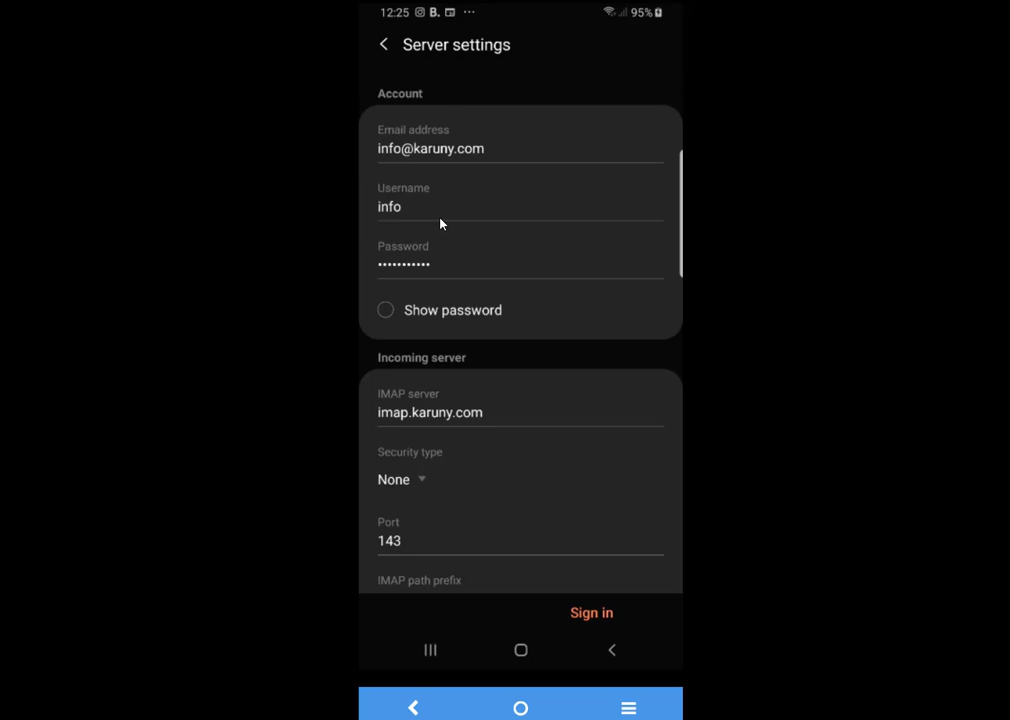 12:25 B. ... 95%
Server settings
Account
Email address
info@karuny.com
Username
info
Password
•••••••••••
Show password
Incoming server
IMAP server
imap.karuny.com
Security type
None
Port
143
IMAP path prefix
Sign in